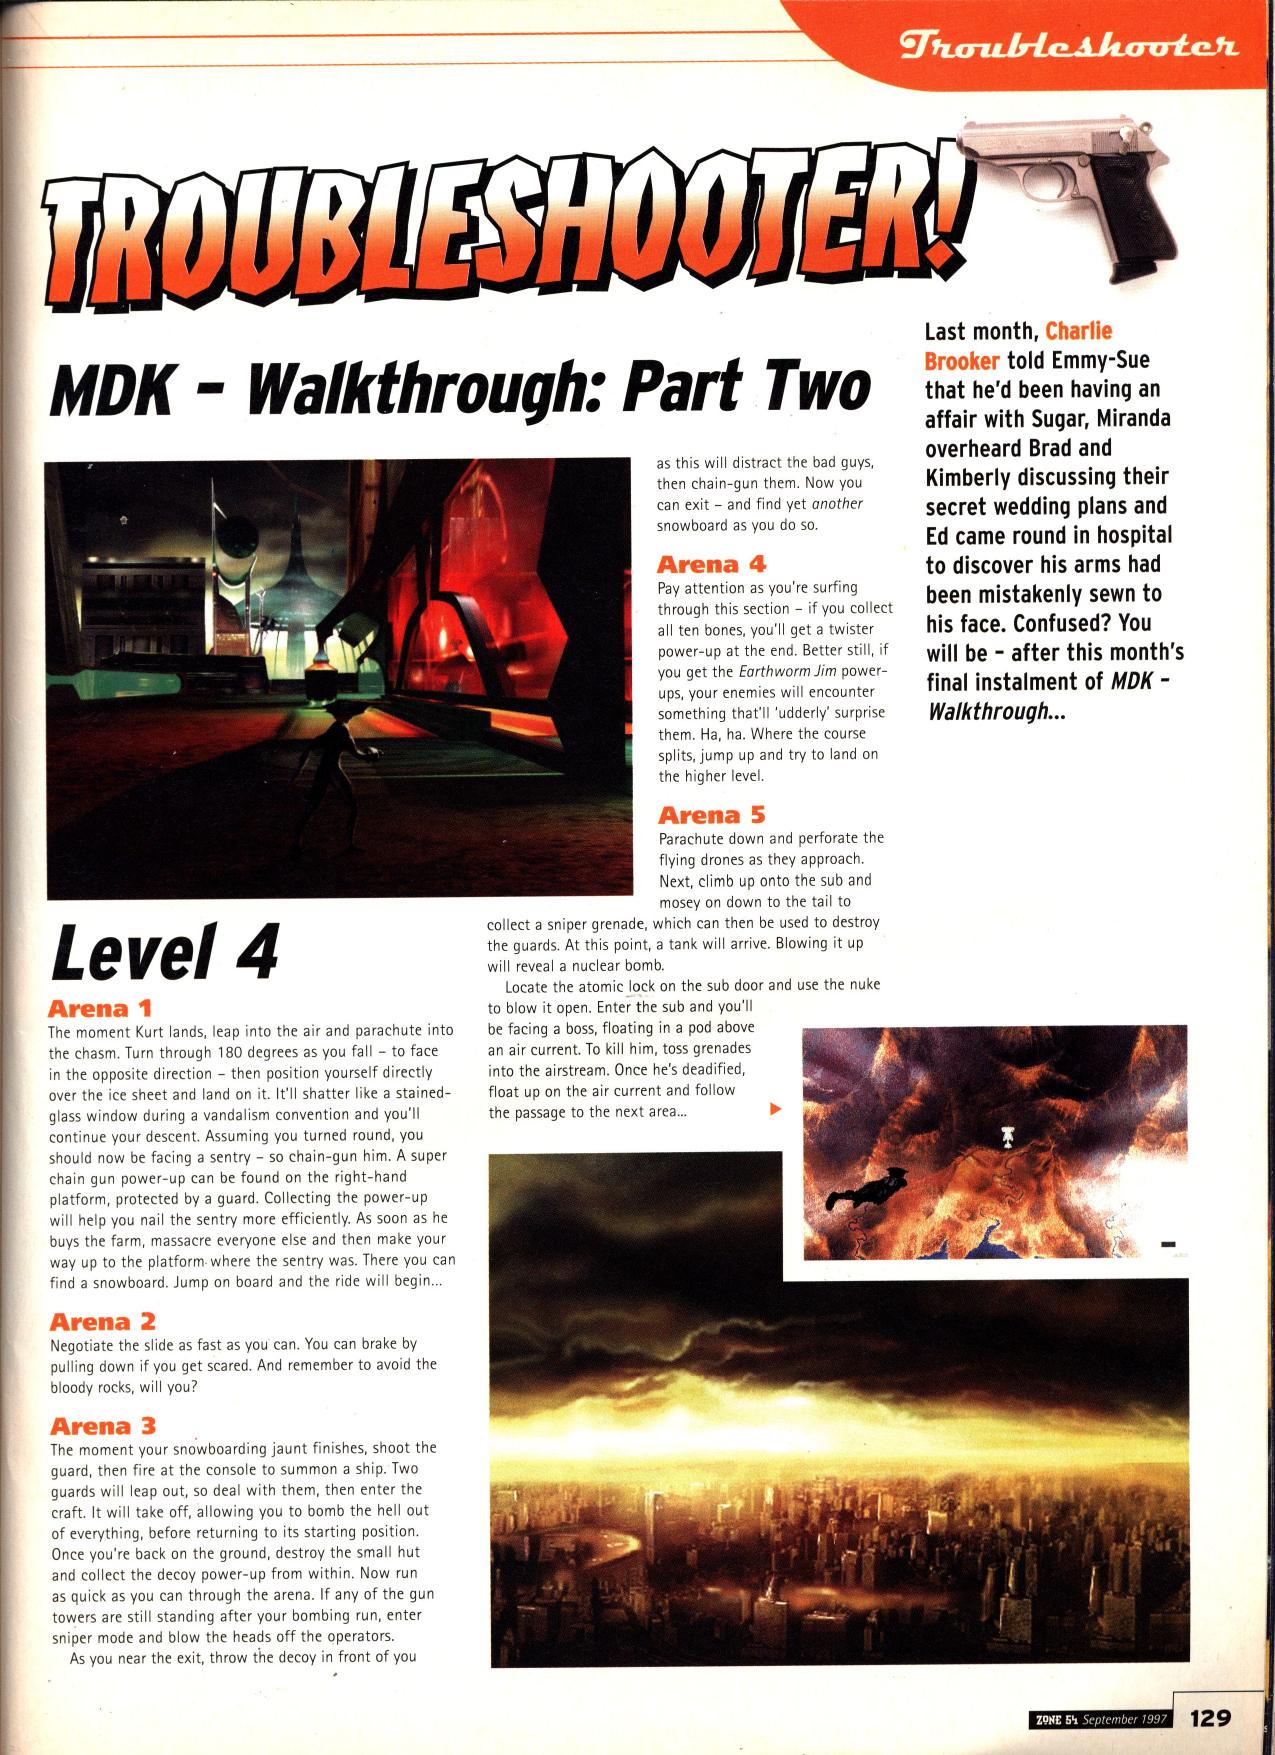 Troubleshooter
TROUBLESHOOTER!
MDK - Walkthrough: Part Two
Last month, Charlie
Brooker told Emmy-Sue
that he'd been having an
affair with Sugar, Miranda
overheard Brad and
Kimberly discussing their
secret wedding plans and
Ed came round in hospital
to discover his arms had
been mistakenly sewn to
his face. Confused? You
will be – after this month's
final instalment of MDK -
Walkthrough...
Level 4
Arena 1
The moment Kurt lands, leap into the air and parachute into
the chasm. Turn through 180 degrees as you fall – to face
in the opposite direction – then position yourself directly
over the ice sheet and land on it. It'll shatter like a stained-
glass window during a vandalism convention and you'll
continue your descent. Assuming you turned round, you
should now be facing a sentry – so chain-gun him. A super
chain gun power-up can be found on the right-hand
platform, protected by a guard. Collecting the power-up
will help you nail the sentry more efficiently. As soon as he
buys the farm, massacre everyone else and then make your
way up to the platform where the sentry was. There you can
find a snowboard. Jump on board and the ride will begin...
Arena 2
Negotiate the slide as fast as you can. You can brake by
pulling down if you get scared. And remember to avoid the
bloody rocks, will you?
Arena 3
The moment your snowboarding jaunt finishes, shoot the
guard, then fire at the console to summon a ship. Two
guards will leap out, so deal with them, then enter the
craft. It will take off, allowing you to bomb the hell out
of everything, before returning to its starting position.
Once you're back on the ground, destroy the small hut
and collect the decoy power-up from within. Now run
as quick as you can through the arena. If any of the gun
towers are still standing after your bombing run, enter
sniper mode and blow the heads off the operators.
As you near the exit, throw the decoy in front of you
as this will distract the bad guys,
then chain-gun them. Now you
can exit – and find yet another
snowboard as you do so.
Arena 4
Pay attention as you're surfing
through this section – if you collect
all ten bones, you'll get a twister
power-up at the end. Better still, if
you get the Earthworm Jim power-
ups, your enemies will encounter
something that'll 'udderly' surprise
them. Ha, ha. Where the course
splits, jump up and try to land on
the higher level.
Arena 5
Parachute down and perforate the
flying drones as they approach.
Next, climb up onto the sub and
mosey on down to the tail to
collect a sniper grenade, which can then be used to destroy
the guards. At this point, a tank will arrive. Blowing it up
will reveal a nuclear bomb.
Locate the atomic lock on the sub door and use the nuke
to blow it open. Enter the sub and you'll
be facing a boss, floating in a pod above
an air current. To kill him, toss grenades
into the airstream. Once he's deadified,
float up on the air current and follow
the passage to the next area...
ZONE 54 September 1997 129